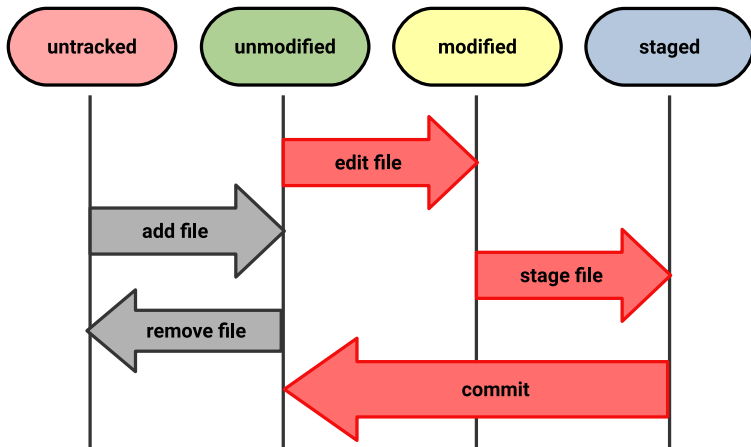 untracked
unmodified
modified
staged
edit file
add file
stage file
remove file
commit